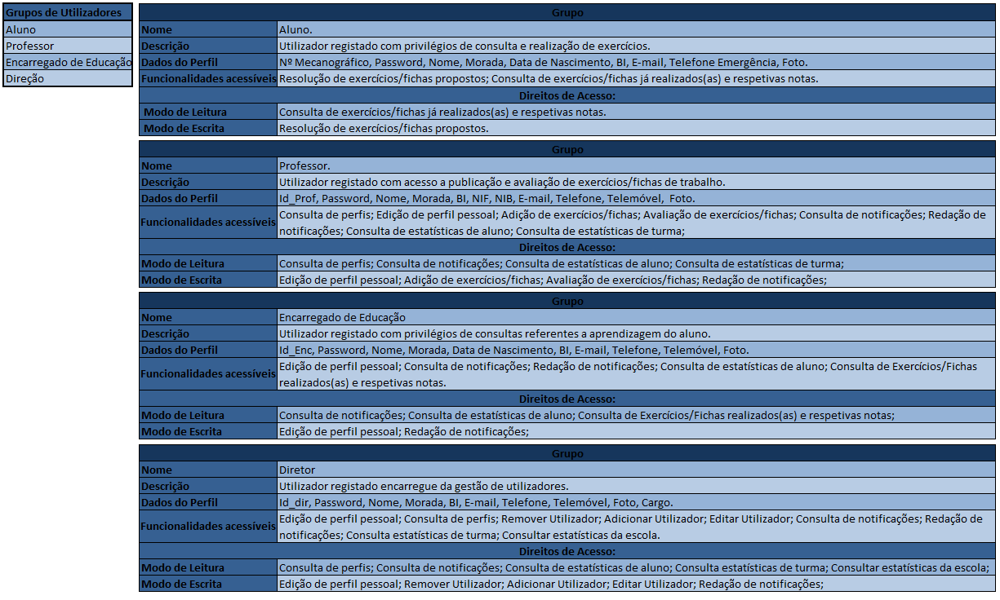 Grupos de Utilizadores
Aluno
Professor
Encarregado de Educação
Direção
Grupo
Nome Aluno.
Descrição Utilizador registado com privilégios de consulta e realização de exercícios.
Dados do Perfil Nº Mecanográfico, Password, Nome, Morada, Data de Nascimento, BI, E-mail, Telefone Emergência, Foto.
Funcionalidades acessíveis Resolução de exercícios/fichas propostos; Consulta de exercícios/fichas já realizados(as) e respetivas notas.
Direitos de Acesso:
Modo de Leitura Consulta de exercícios/fichas já realizados(as) e respetivas notas.
Modo de Escrita Resolução de exercícios/fichas propostos.
Grupo
Nome Professor.
Descrição Utilizador registado com acesso a publicação e avaliação de exercícios/fichas de trabalho.
Dados do Perfil Id_Prof, Password, Nome, Morada, BI, NIF, NIB, E-mail, Telefone, Telemóvel, Foto.
Funcionalidades acessíveis Consulta de perfis; Edição de perfil pessoal; Adição de exercícios/fichas; Avaliação de exercícios/fichas; Consulta de notificações; Redação de
notificações; Consulta de estatísticas de aluno; Consulta de estatísticas de turma;
Direitos de Acesso:
Modo de Leitura Consulta de perfis; Consulta de notificações; Consulta de estatísticas de aluno; Consulta de estatísticas de turma;
Modo de Escrita Edição de perfil pessoal; Adição de exercícios/fichas; Avaliação de exercícios/fichas; Redação de notificações;
Grupo
Nome Encarregado de Educação
Descrição Utilizador registado com privilégios de consultas referentes a aprendizagem do aluno.
Dados do Perfil Id_Enc, Password, Nome, Morada, Data de Nascimento, BI, E-mail, Telefone, Telemóvel, Foto.
Funcionalidades acessíveis Edição de perfil pessoal; Consulta de notificações; Redação de notificações; Consulta de estatísticas de aluno; Consulta de Exercícios/Fichas
realizados(as) e respetivas notas.
Direitos de Acesso:
Modo de Leitura Consulta de notificações; Consulta de estatísticas de aluno; Consulta de Exercícios/Fichas realizados(as) e respetivas notas;
Modo de Escrita Edição de perfil pessoal; Redação de notificações;
Grupo
Nome Diretor
Descrição Utilizador registado encarregue da gestão de utilizadores.
Dados do Perfil Id_dir, Password, Nome, Morada, BI, E-mail, Telefone, Telemóvel, Foto, Cargo.
Funcionalidades acessíveis Edição de perfil pessoal; Consulta de perfis; Remover Utilizador; Adicionar Utilizador; Editar Utilizador; Consulta de notificações; Redação de
notificações; Consulta estatísticas de turma; Consultar estatísticas da escola.
Direitos de Acesso:
Modo de Leitura Consulta de perfis; Consulta de notificações; Consulta de estatísticas de aluno; Consulta estatísticas de turma; Consultar estatísticas da escola;
Modo de Escrita Edição de perfil pessoal; Remover Utilizador; Adicionar Utilizador; Editar Utilizador; Redação de notificações;